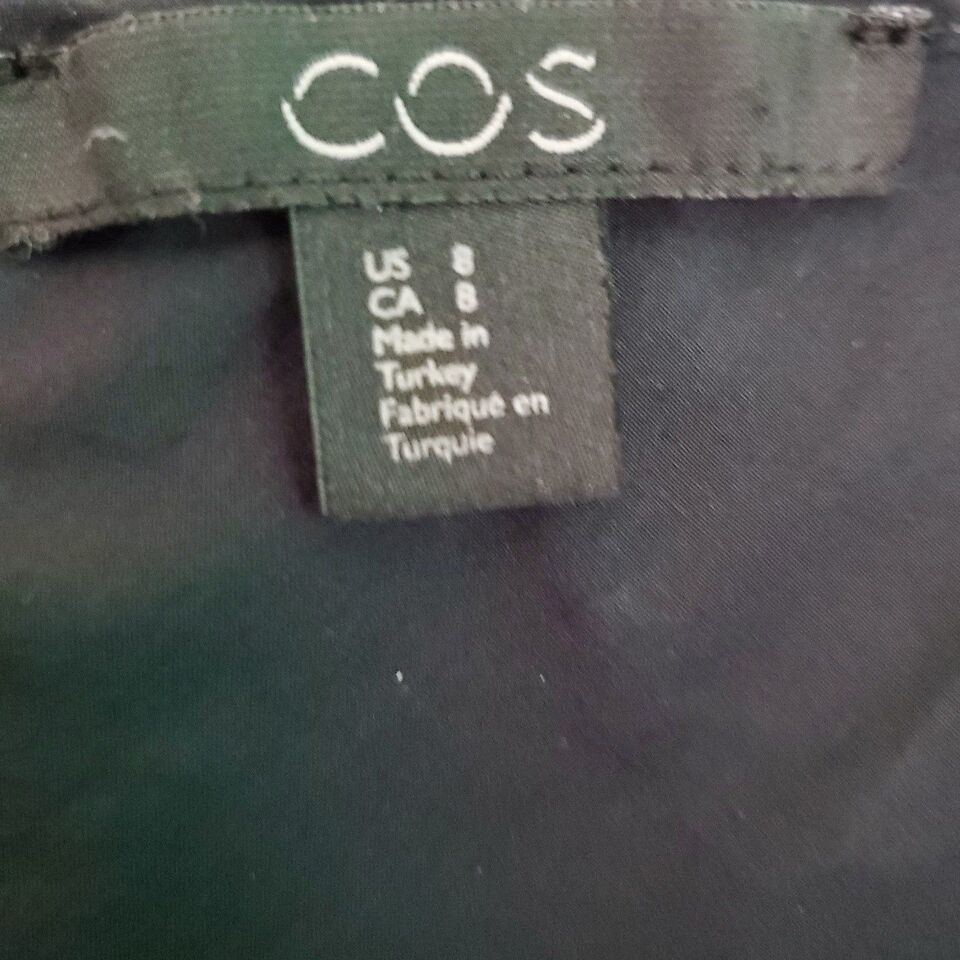 COS
US 8
CA 8
Made in
Turkey
Fabriqué en
Turquie